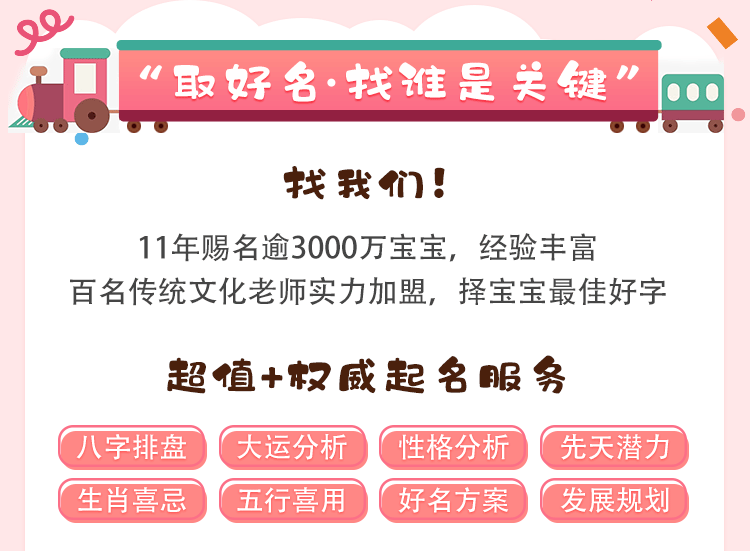 “取好名·找谁是关键”
找我们!
11年赐名逾3000万宝宝，经验丰富
百名传统文化老师实力加盟，择宝宝最佳好字
超值+权威起名服务
八字排盘 大运分析 性格分析 先天潜力
生肖喜忌 五行喜用 好名方案 发展规划